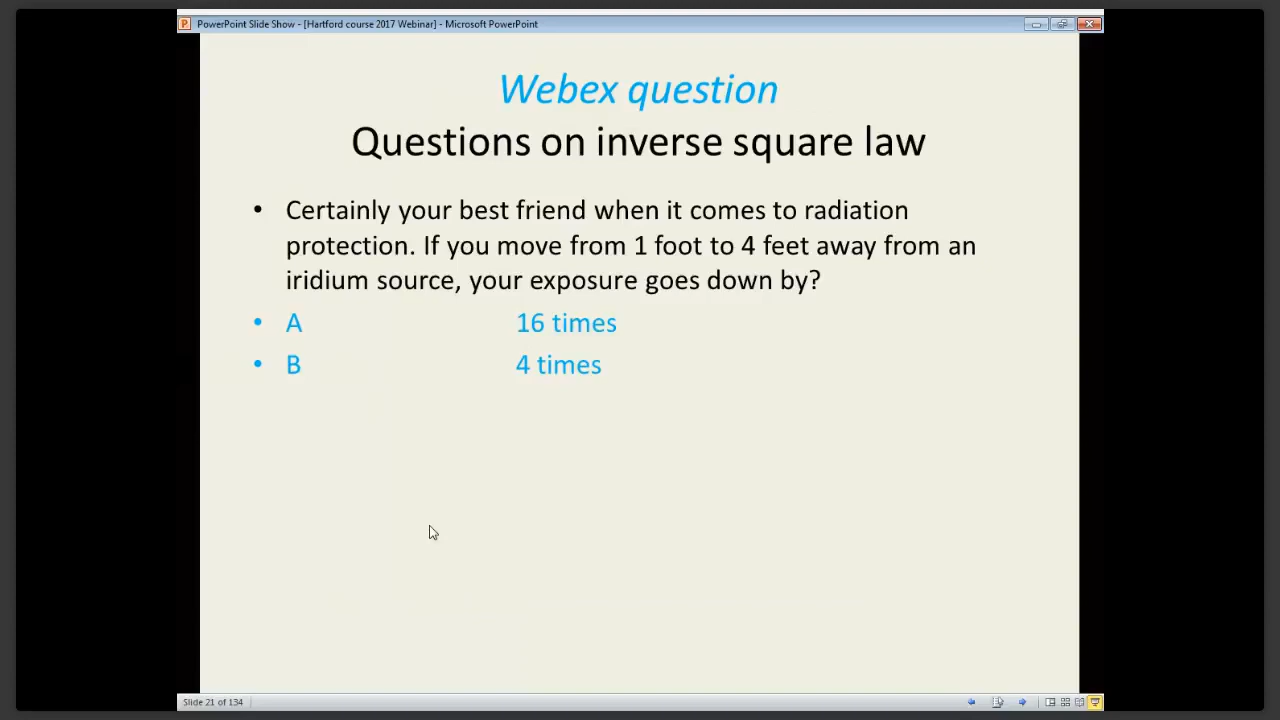 PowerPoint Slide Show - [Hartford course 2017 Webinar] - Microsoft PowerPoint
Webex question
Questions on inverse square law
• Certainly your best friend when it comes to radiation
protection. If you move from 1 foot to 4 feet away from an
iridium source, your exposure goes down by?
• A 16 times
• B 4 times
Slide 21 of 134